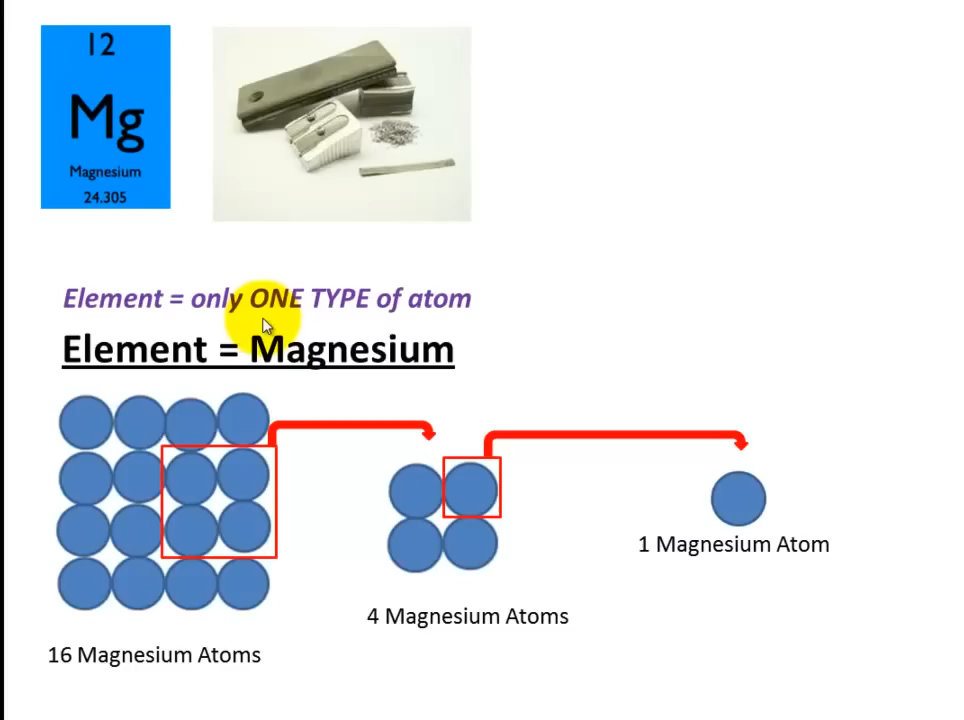 12
Mg
Magnesium
24.305
Element = only ONE TYPE of atom
Element = Magnesium
1 Magnesium Atom
4 Magnesium Atoms
16 Magnesium Atoms